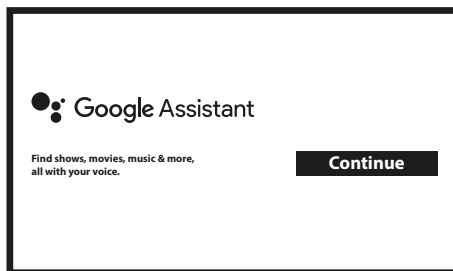 Google Assistant
Find shows, movies, music & more,
all with your voice.
Continue